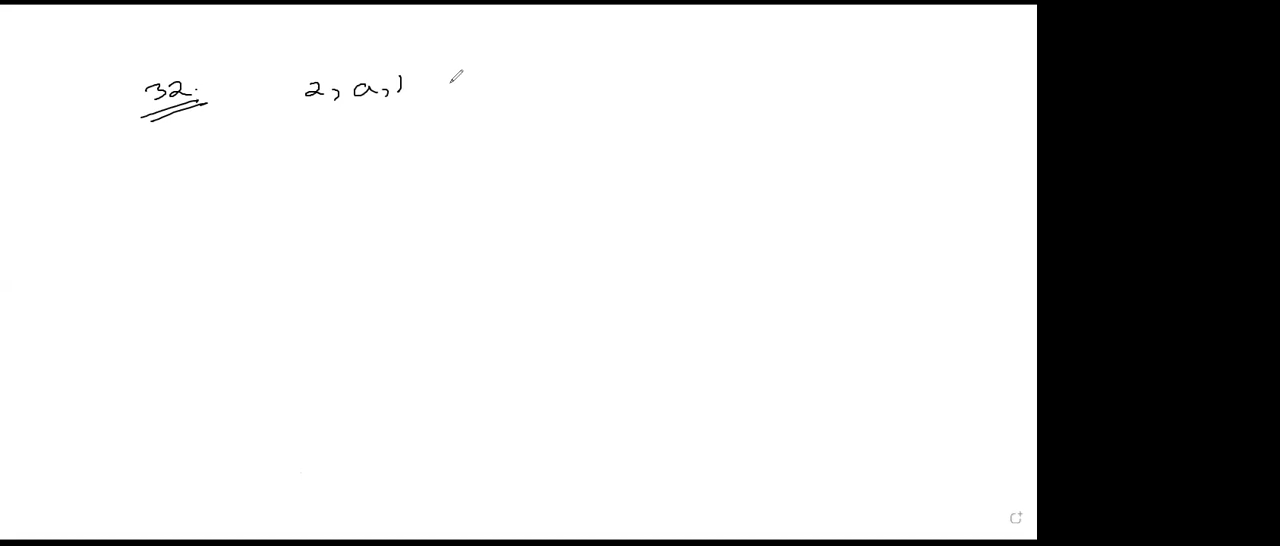 32. 2, a, 1